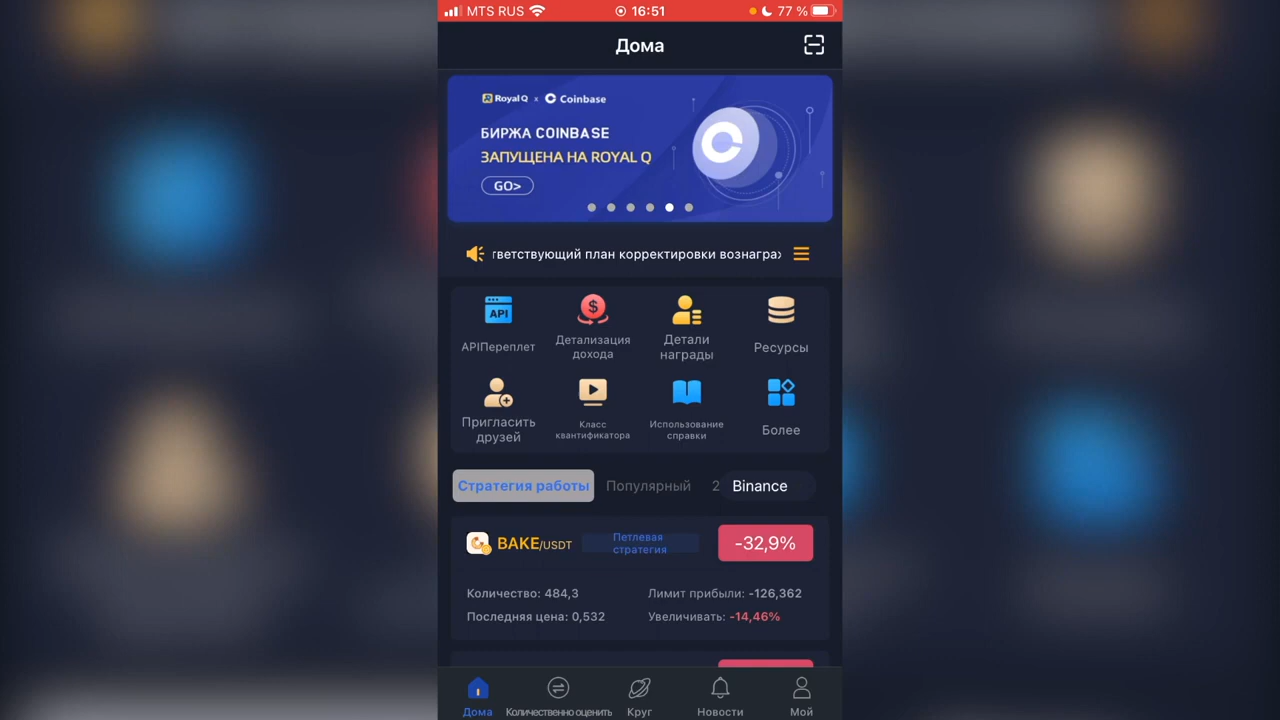 MTS RUS
16:51
77 %
Дома
Royal Q x Coinbase
БИРЖА COINBASE
ЗАПУЩЕНА НА ROYAL Q
GO>
тветствующий план корректировки вознаграж
API
APIПереплет
$
Детализация
дохода
Детали
награды
Ресурсы
Пригласить
друзей
Класс
квантификатора
Использование
справки
Более
Стратегия работы
Популярный
2
Binance
BAKE/USDT
Петлевая
стратегия
-32,9%
Количество: 484,3
Лимит прибыли: -126,362
Последняя цена: 0,532
Увеличивать: -14,46%
Дома
Количественно оценить
Круг
Новости
Мой